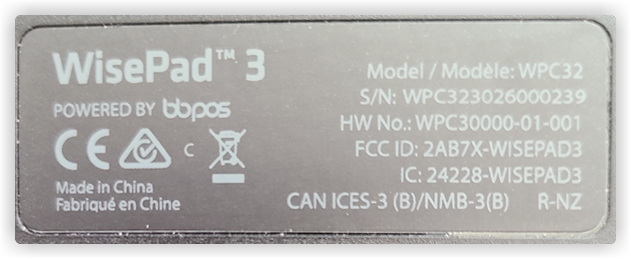 WisePad™ 3
POWERED BY bbpos
CE C
Made in China
Fabriqué en Chine
Model / Modèle: WPC32
S/N: WPC323026000239
HW No.: WPC30000-01-001
FCC ID: 2AB7X-WISEPAD3
IC: 24228-WISEPAD3
CAN ICES-3 (B)/NMB-3(B) R-NZ